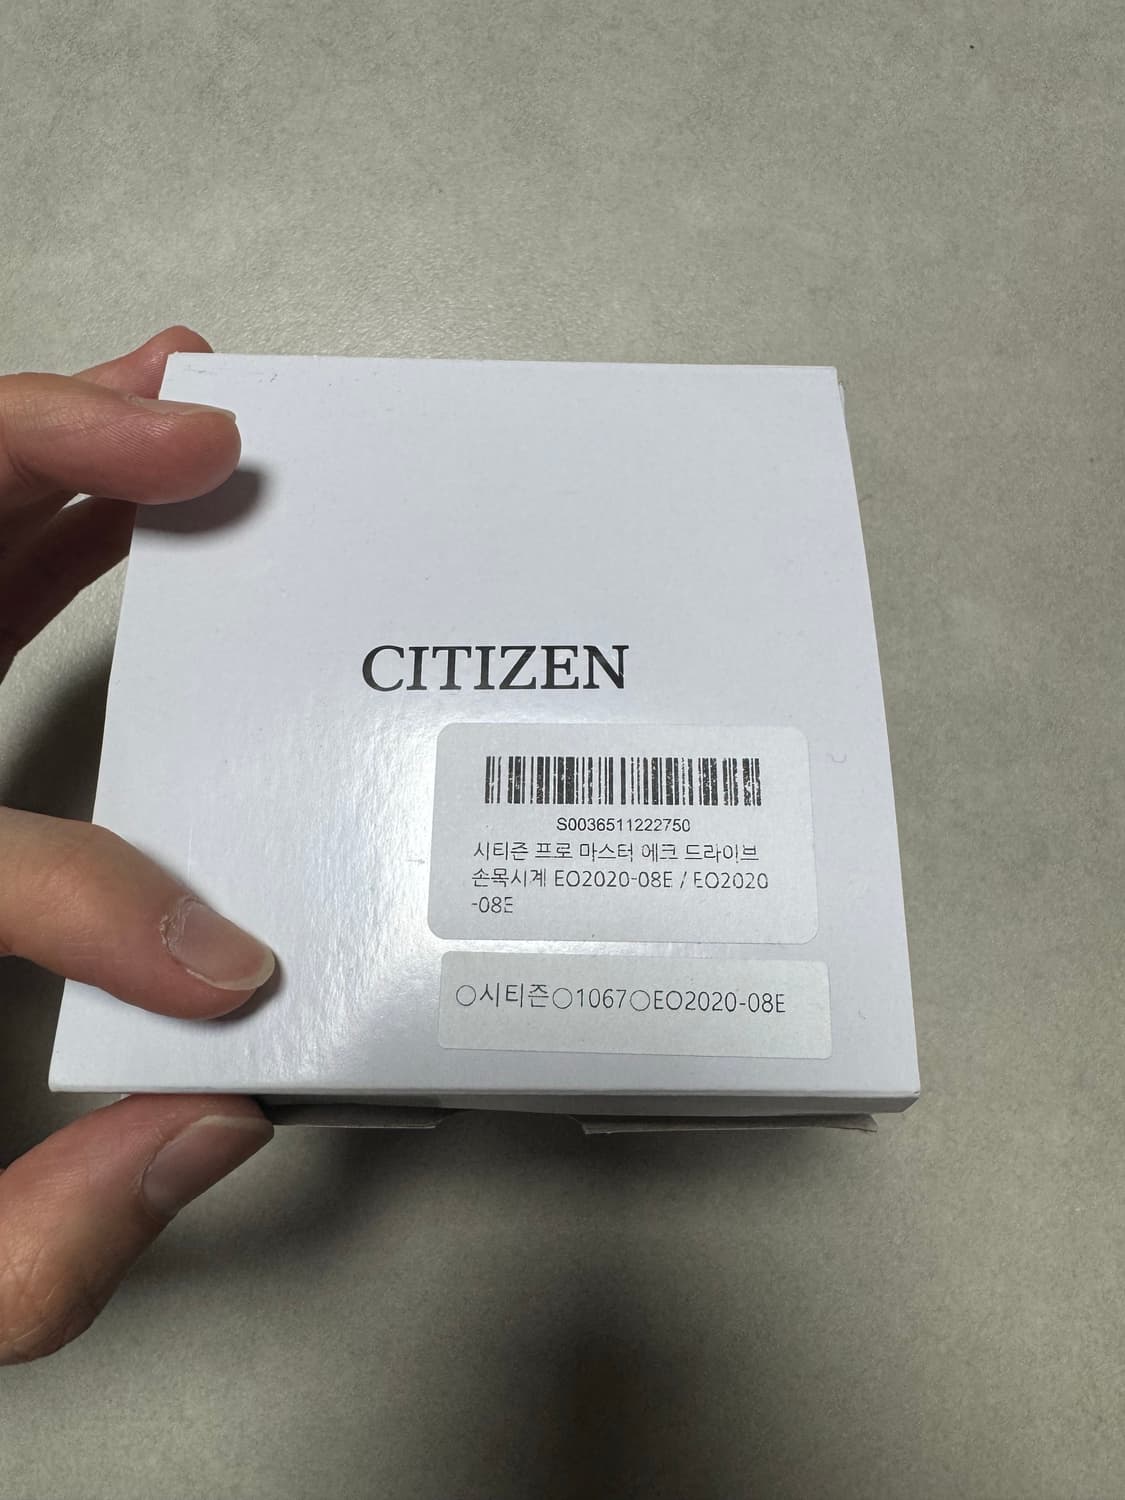 CITIZEN
S0036511222750
시티즌 프로 마스터 에코 드라이브
손목시계 EO2020-08E / EO2020
-08E
○시티즌○1067○EO2020-08E